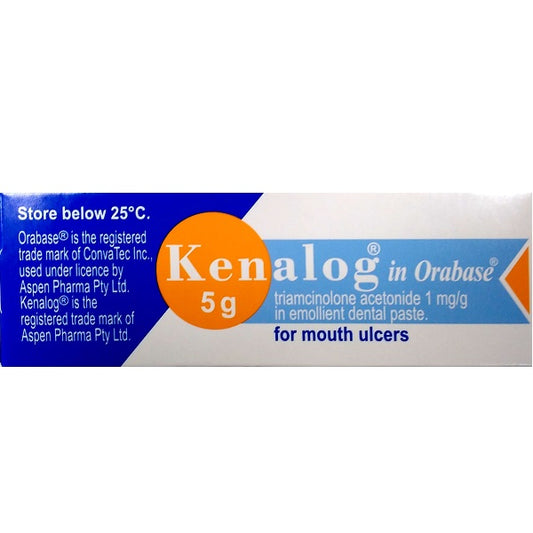 Store below 25°C.
Orabase® is the registered
trade mark of ConvaTec Inc.,
used under licence by
Aspen Pharma Pty Ltd.
Kenalog® is the
registered trade mark of
Aspen Pharma Pty Ltd.
Kenalog® in Orabase®
5 g
triamcinolone acetonide 1 mg/g
in emollient dental paste.
for mouth ulcers